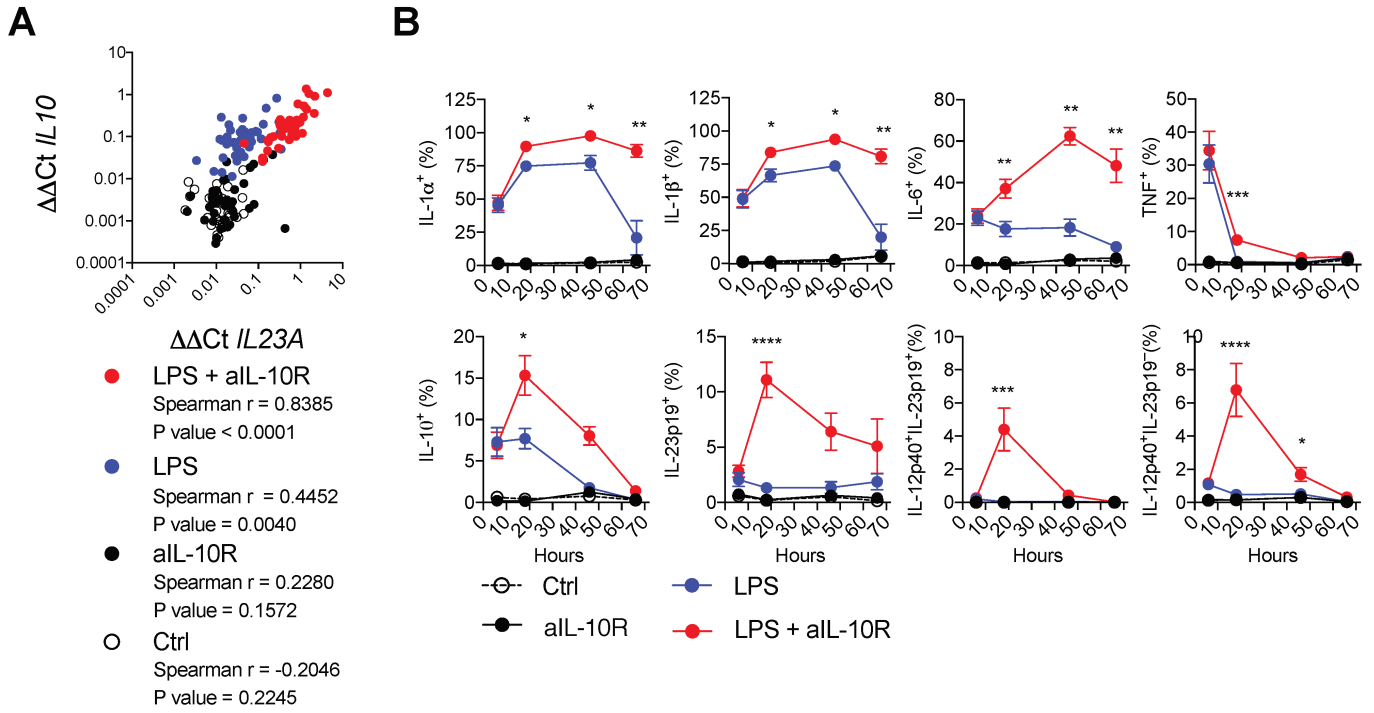 A
B
10
1
0.1
0.01
0.001
0.0001
ΔΔCt IL10
0.0001
0.001
0.01
0.1
1
10
ΔΔCt IL23A
LPS + aIL-10R
Spearman r = 0.8385
P value < 0.0001
LPS
Spearman r = 0.4452
P value = 0.0040
aIL-10R
Spearman r = 0.2280
P value = 0.1572
Ctrl
Spearman r = -0.2046
P value = 0.2245
IL-1α⁺ (%)
125
100
75
50
25
0
* * **
0 10 20 30 40 50 60 70
IL-1β⁺ (%)
125
100
75
50
25
0
* * **
0 10 20 30 40 50 60 70
IL-6⁺ (%)
80
60
40
20
0
** ** **
0 10 20 30 40 50 60 70
TNF⁺ (%)
50
40
30
20
10
0
***
0 10 20 30 40 50 60 70
IL-10⁺ (%)
20
15
10
5
0
*
0 10 20 30 40 50 60 70
Hours
IL-23p19⁺ (%)
15
10
5
0
****
0 10 20 30 40 50 60 70
Hours
IL-12p40⁺IL-23p19⁺(%)
10
8
6
4
2
0
***
0 10 20 30 40 50 60 70
Hours
IL-12p40⁺IL-23p19⁻(%)
10
8
6
4
2
0
**** *
0 10 20 30 40 50 60 70
Hours
Ctrl
LPS
aIL-10R
LPS + aIL-10R